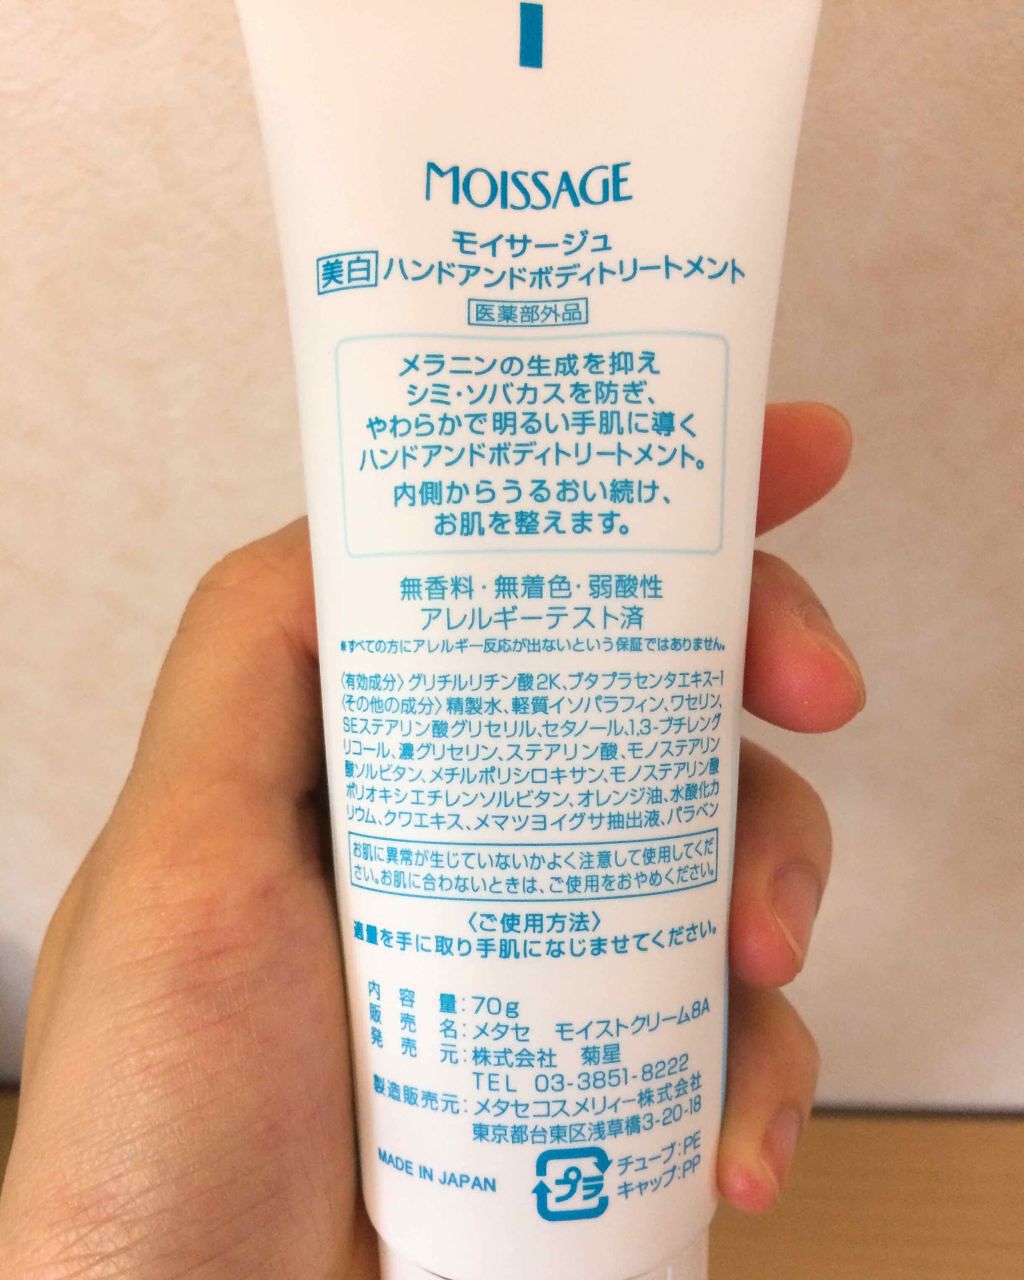 MOISSAGE
モイサージュ
美白 ハンドアンドボディトリートメント
医薬部外品
メラニンの生成を抑え
シミ・ソバカスを防ぎ、
やわらかで明るい手肌に導く
ハンドアンドボディトリートメント。
内側からうるおい続け、
お肌を整えます。
無香料・無着色・弱酸性
アレルギーテスト済
*すべての方にアレルギー反応が出ないという保証ではありません。
〈有効成分〉グリチルリチン酸2K、ブタプラセンタエキス-1
〈その他の成分〉精製水、軽質イソパラフィン、ワセリン、
SEステアリン酸グリセリル、セタノール、1,3-ブチレング
リコール、濃グリセリン、ステアリン酸、モノステアリン
酸ソルビタン、メチルポリシロキサン、モノステアリン酸
ポリオキシエチレンソルビタン、オレンジ油、水酸化カ
リウム、クワエキス、メマツヨイグサ抽出液、パラベン
お肌に異常が生じていないかよく注意して使用してくだ
さい。お肌に合わないときは、ご使用をおやめください。
〈ご使用方法〉
適量を手に取り手肌になじませてください。
内容量:70g
販売名:メタセ モイストクリーム8A
発売元:株式会社 菊星
TEL 03-3851-8222
製造販売元:メタセコスメリィー株式会社
東京都台東区浅草橋3-20-18
MADE IN JAPAN
プラ
チューブ:PE
キャップ:PP